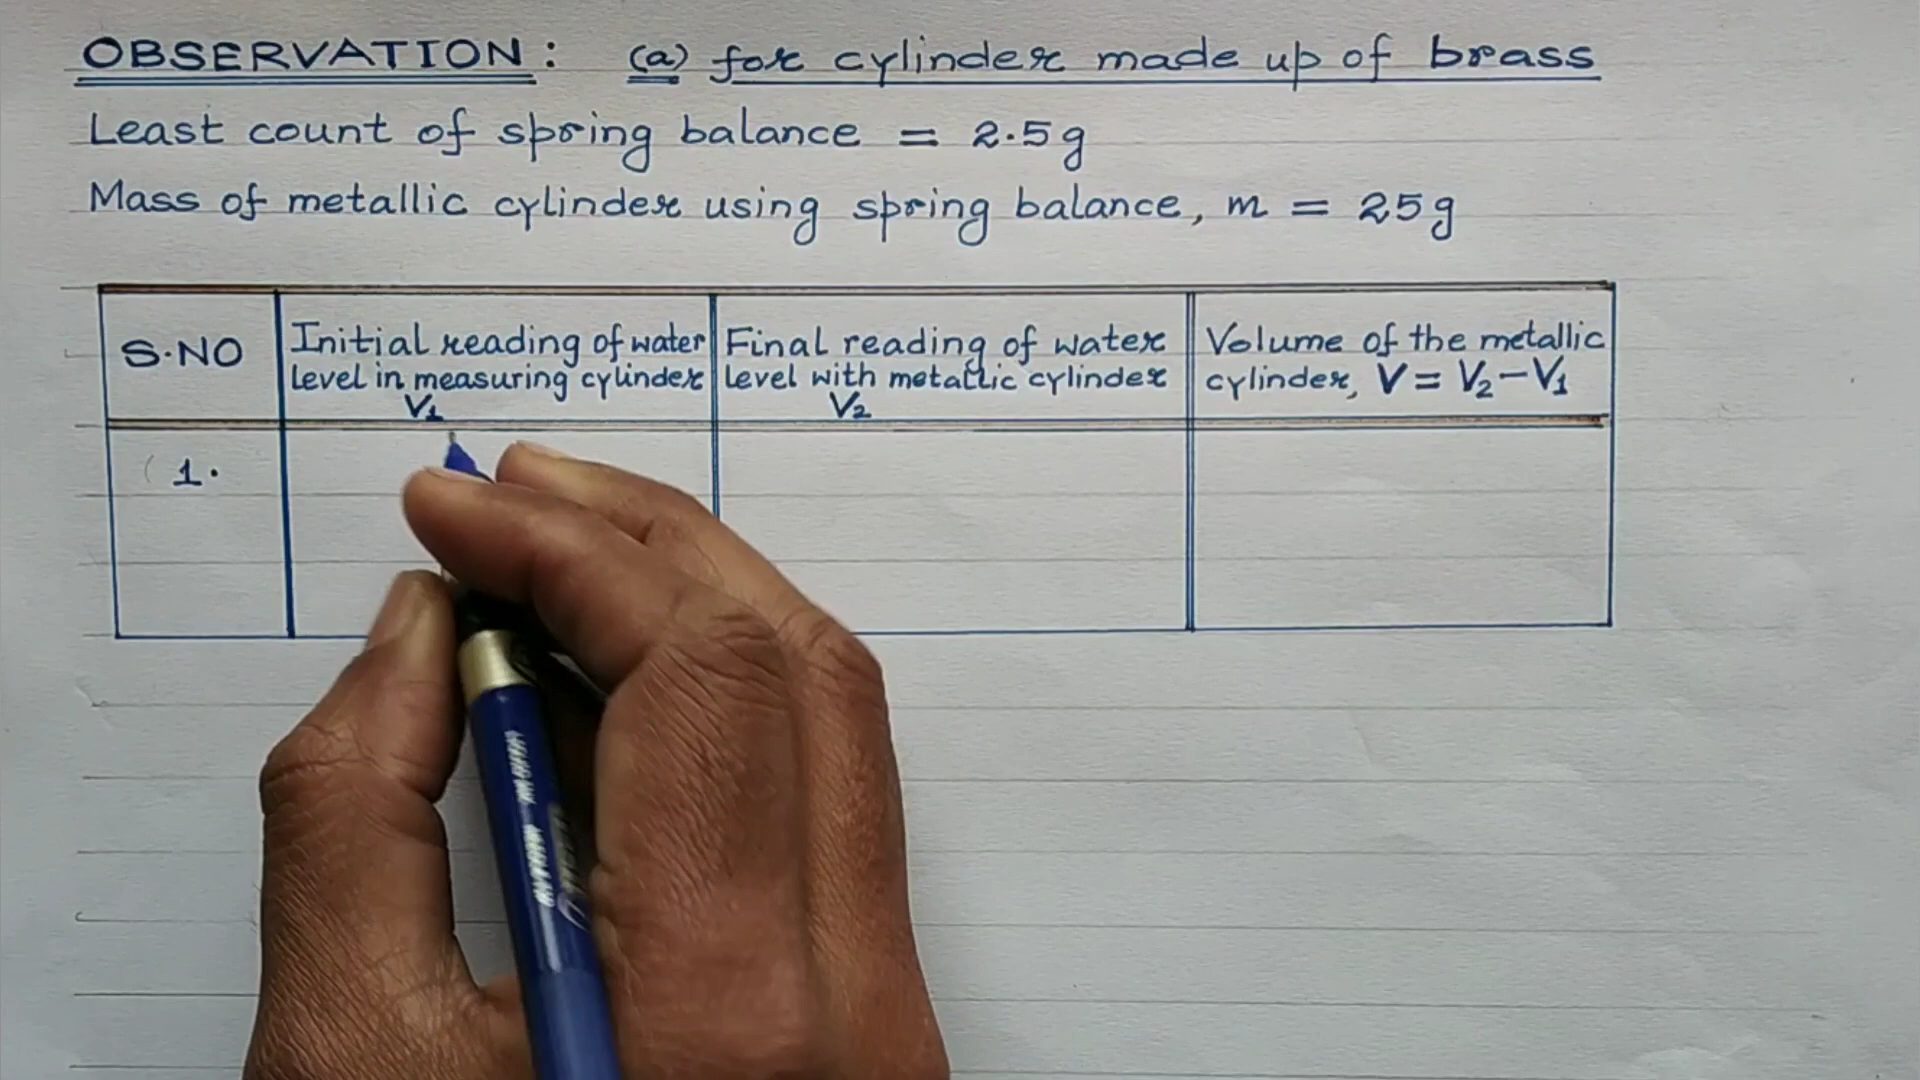 OBSERVATION: (a) for cylinder made up of brass
Least count of spring balance = 2.5g
Mass of metallic cylinder using spring balance, m = 25g
S.NO
Initial reading of water
level in measuring cylinder
V₁
Final reading of water
level with metallic cylinder
V₂
Volume of the metallic
cylinder, V = V₂-V₁
1.